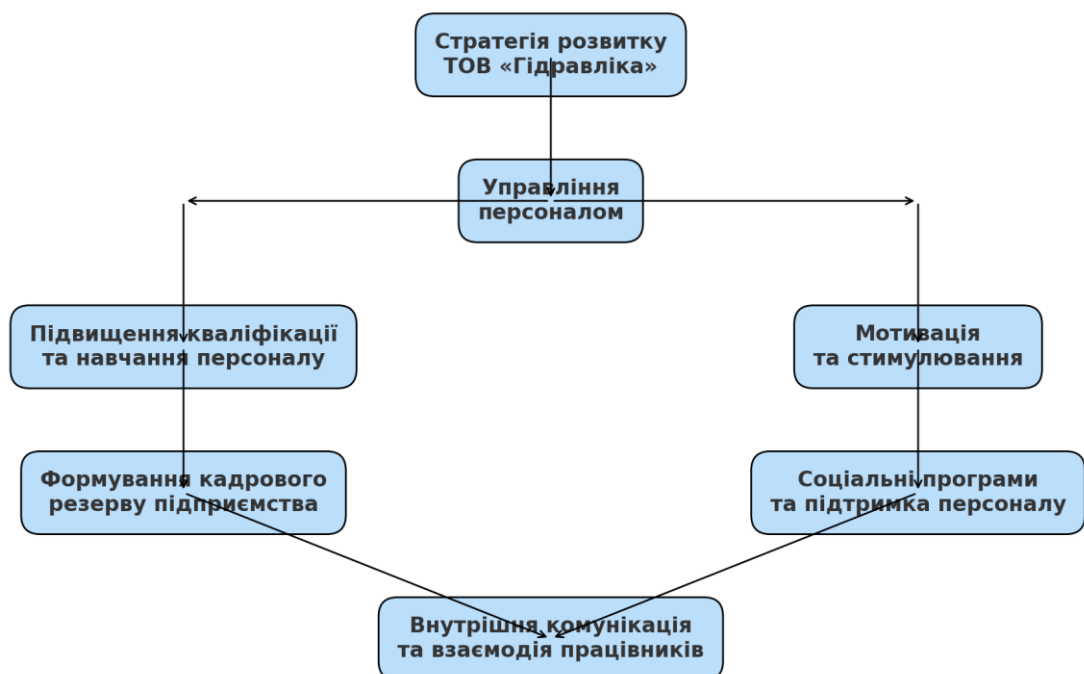 Стратегія розвитку
ТОВ «Гідравліка»
Управління
персоналом
Підвищення кваліфікації
та навчання персоналу
Мотивація
та стимулювання
Формування кадрового
резерву підприємства
Соціальні програми
та підтримка персоналу
Внутрішня комунікація
та взаємодія працівників